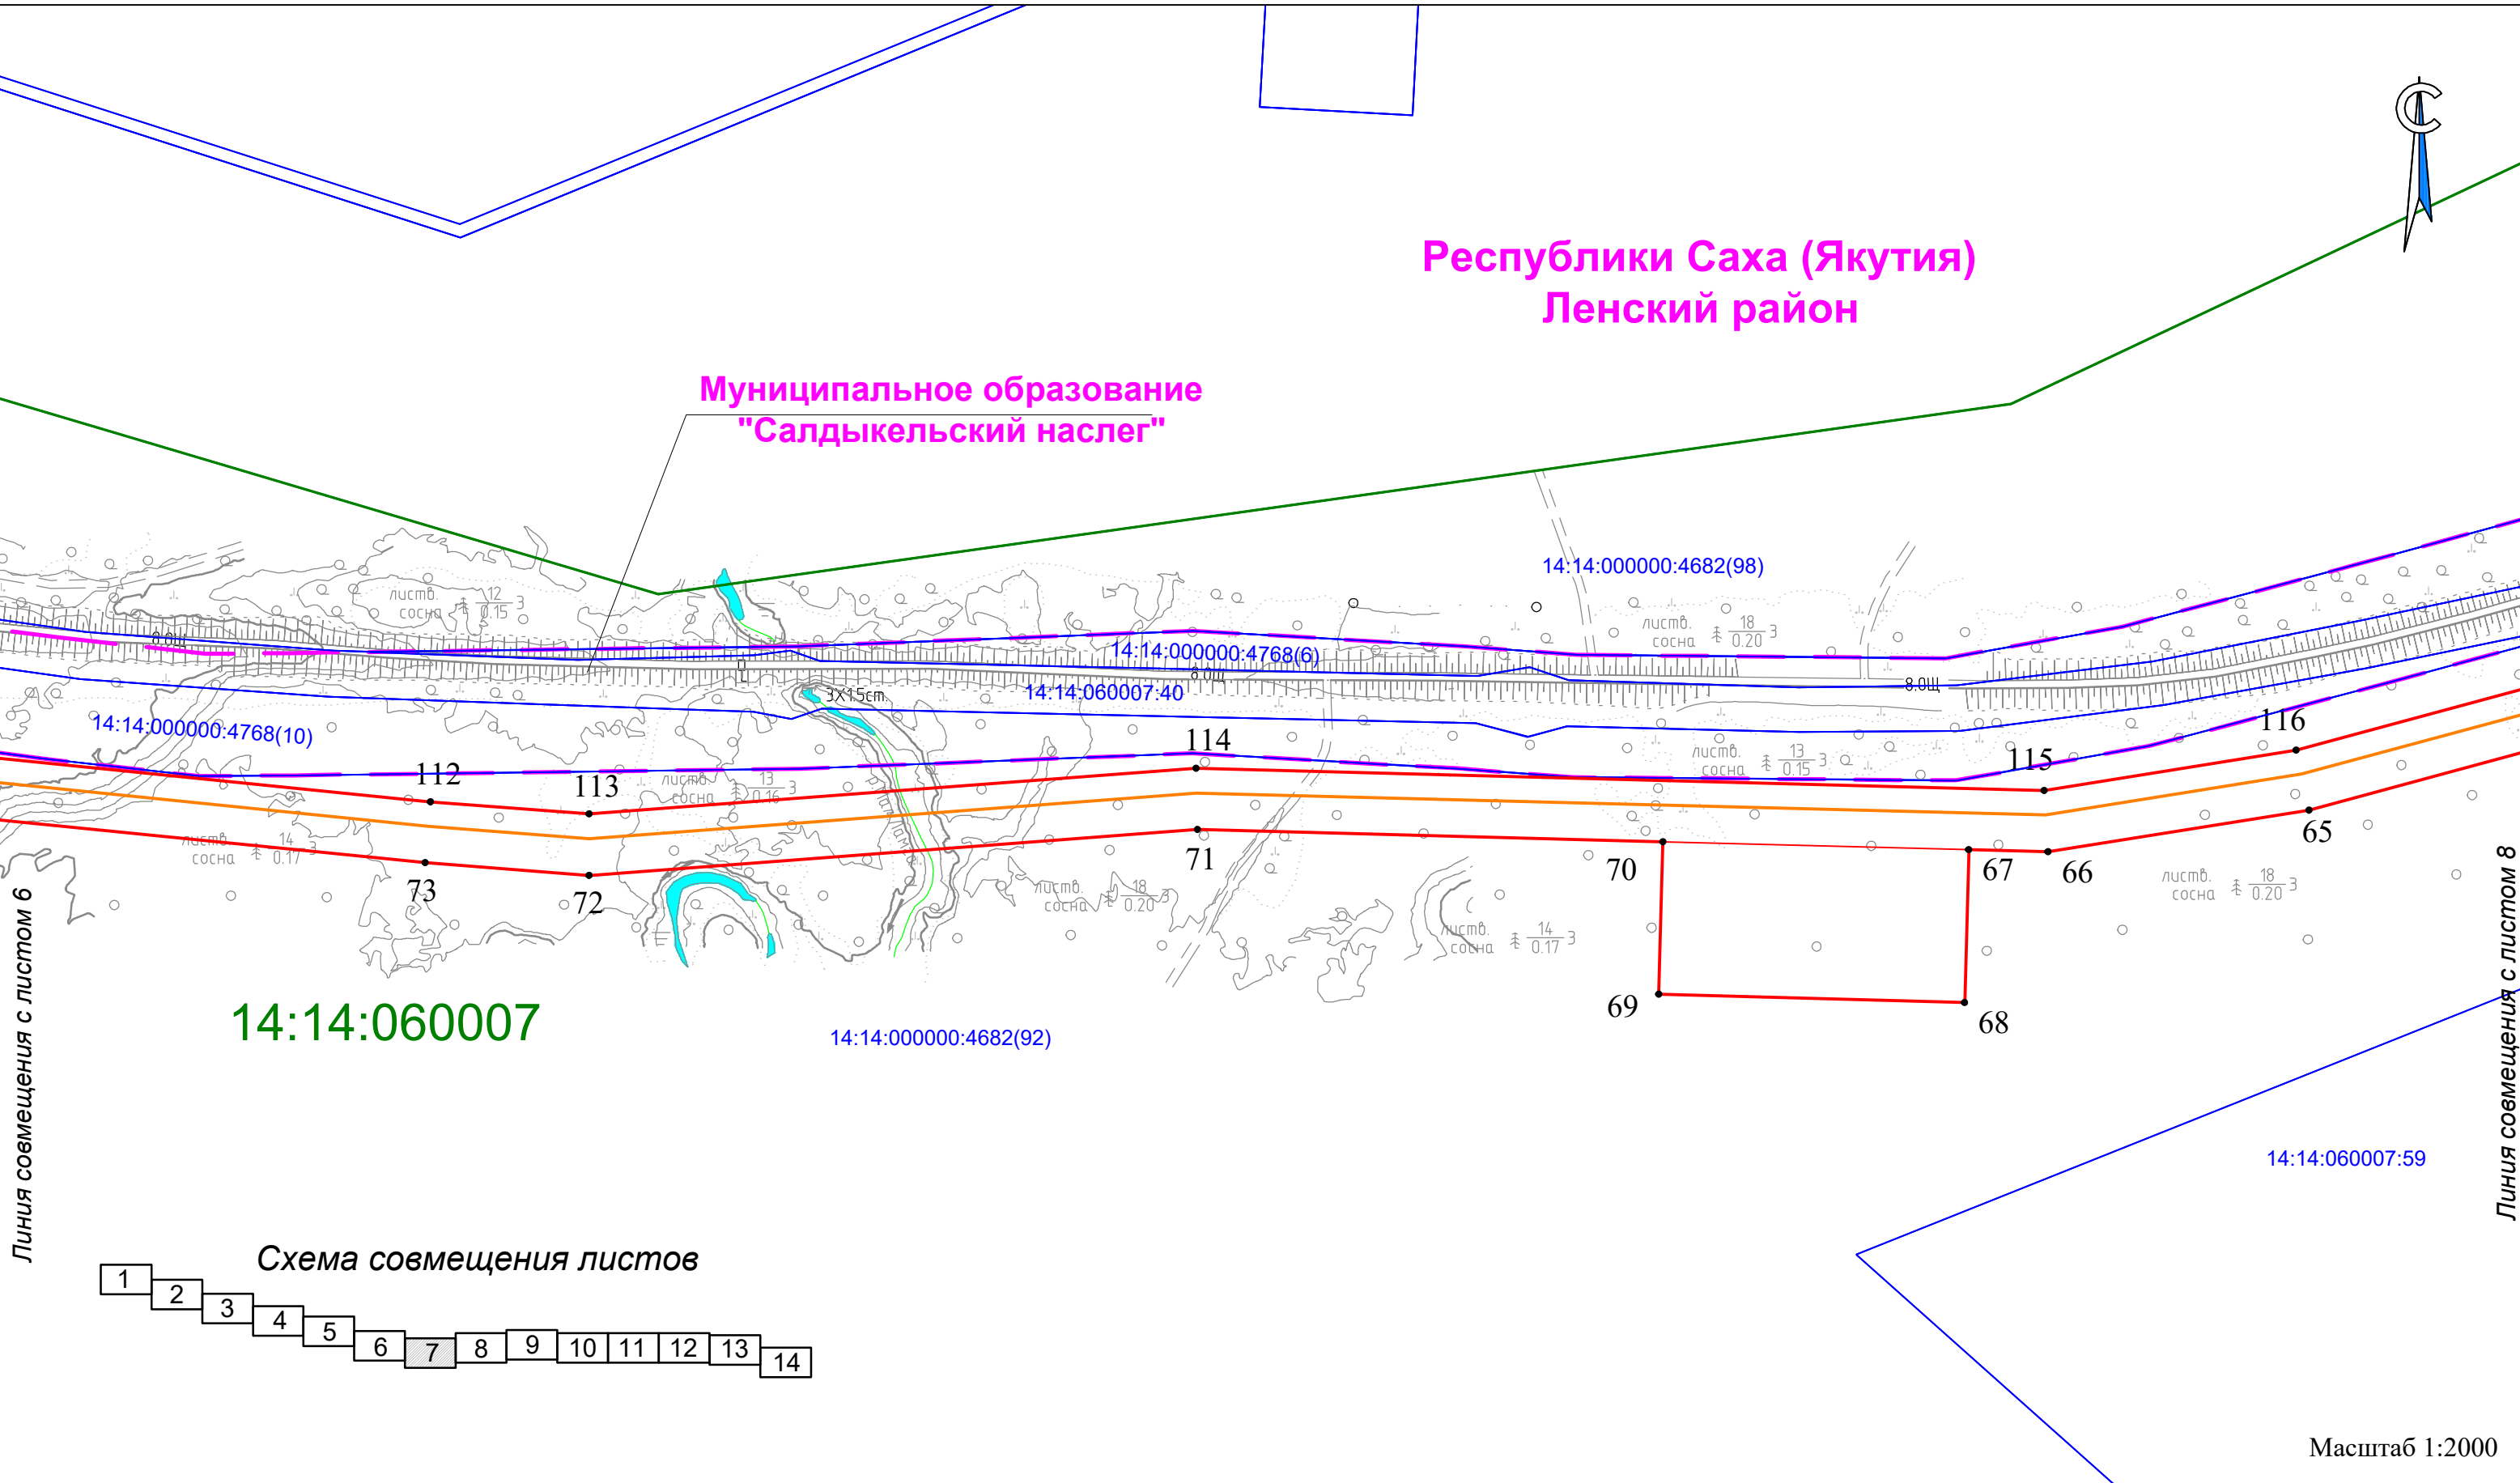 С
Республики Саха (Якутия)
Ленский район
Муниципальное образование
"Салдыкельский наслег"
14:14:000000:4682(98)
листв.
сосна
12
0.15
3
листв.
сосна
18
0.20
3
8.0Щ
14:14:000000:4768(6)
8.0Щ
8.0Щ
14:14:060007:40
3Х15ст.
14:14:000000:4768(10)
116
114
115
112
113
листв.
сосна
13
0.16
3
листв.
сосна
13
0.15
3
листв.
сосна
14
0.17
3
65
71
70
67
66
73
72
листв.
сосна
18
0.20
3
листв.
сосна
18
0.20
3
листв.
сосна
14
0.17
3
69
68
Линия совмещения с листом 6
Линия совмещения с листом 8
14:14:060007
14:14:000000:4682(92)
14:14:060007:59
Схема совмещения листов
1
2
3
4
5
6
7
8
9
10
11
12
13
14
Масштаб 1:2000